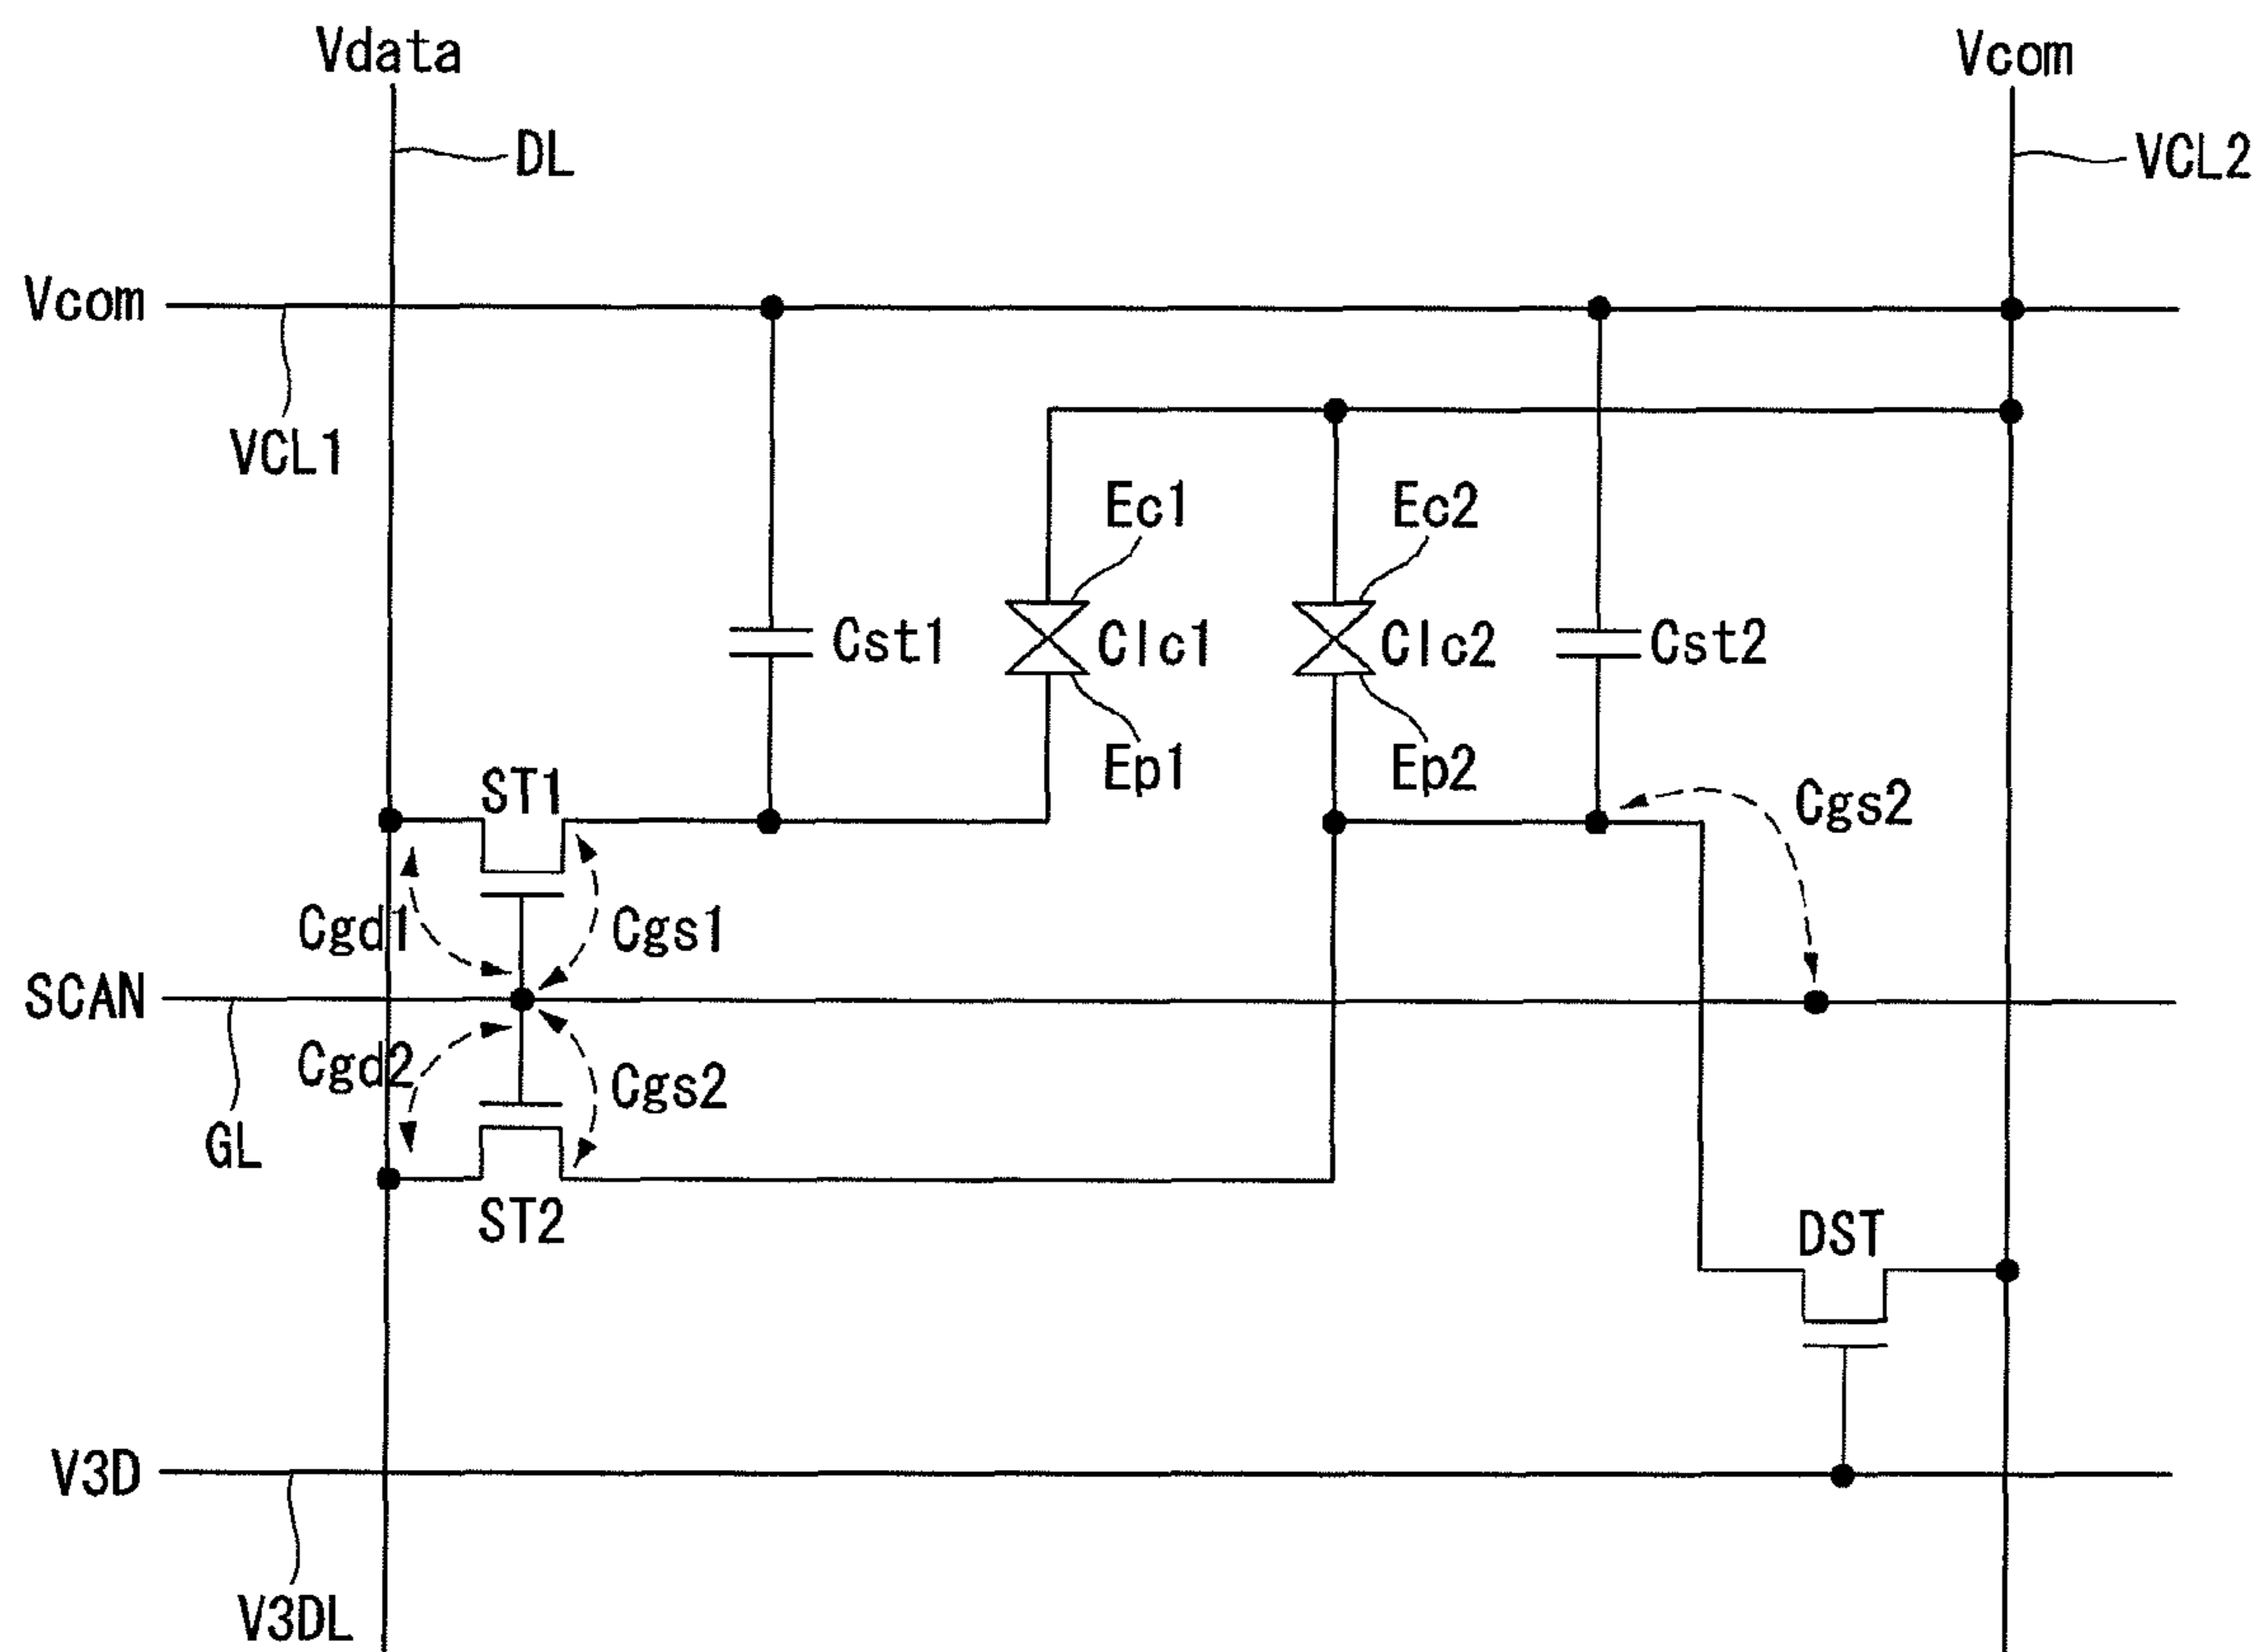 Vdata
Vcom
DL
VCL2
Vcom
VCL1
Ec1
Ec2
Cst1
Clc1
Clc2
Cst2
Ep1
Ep2
ST1
Cgs2
Cgd1
Cgs1
SCAN
Cgd2
Cgs2
GL
ST2
DST
V3D
V3DL